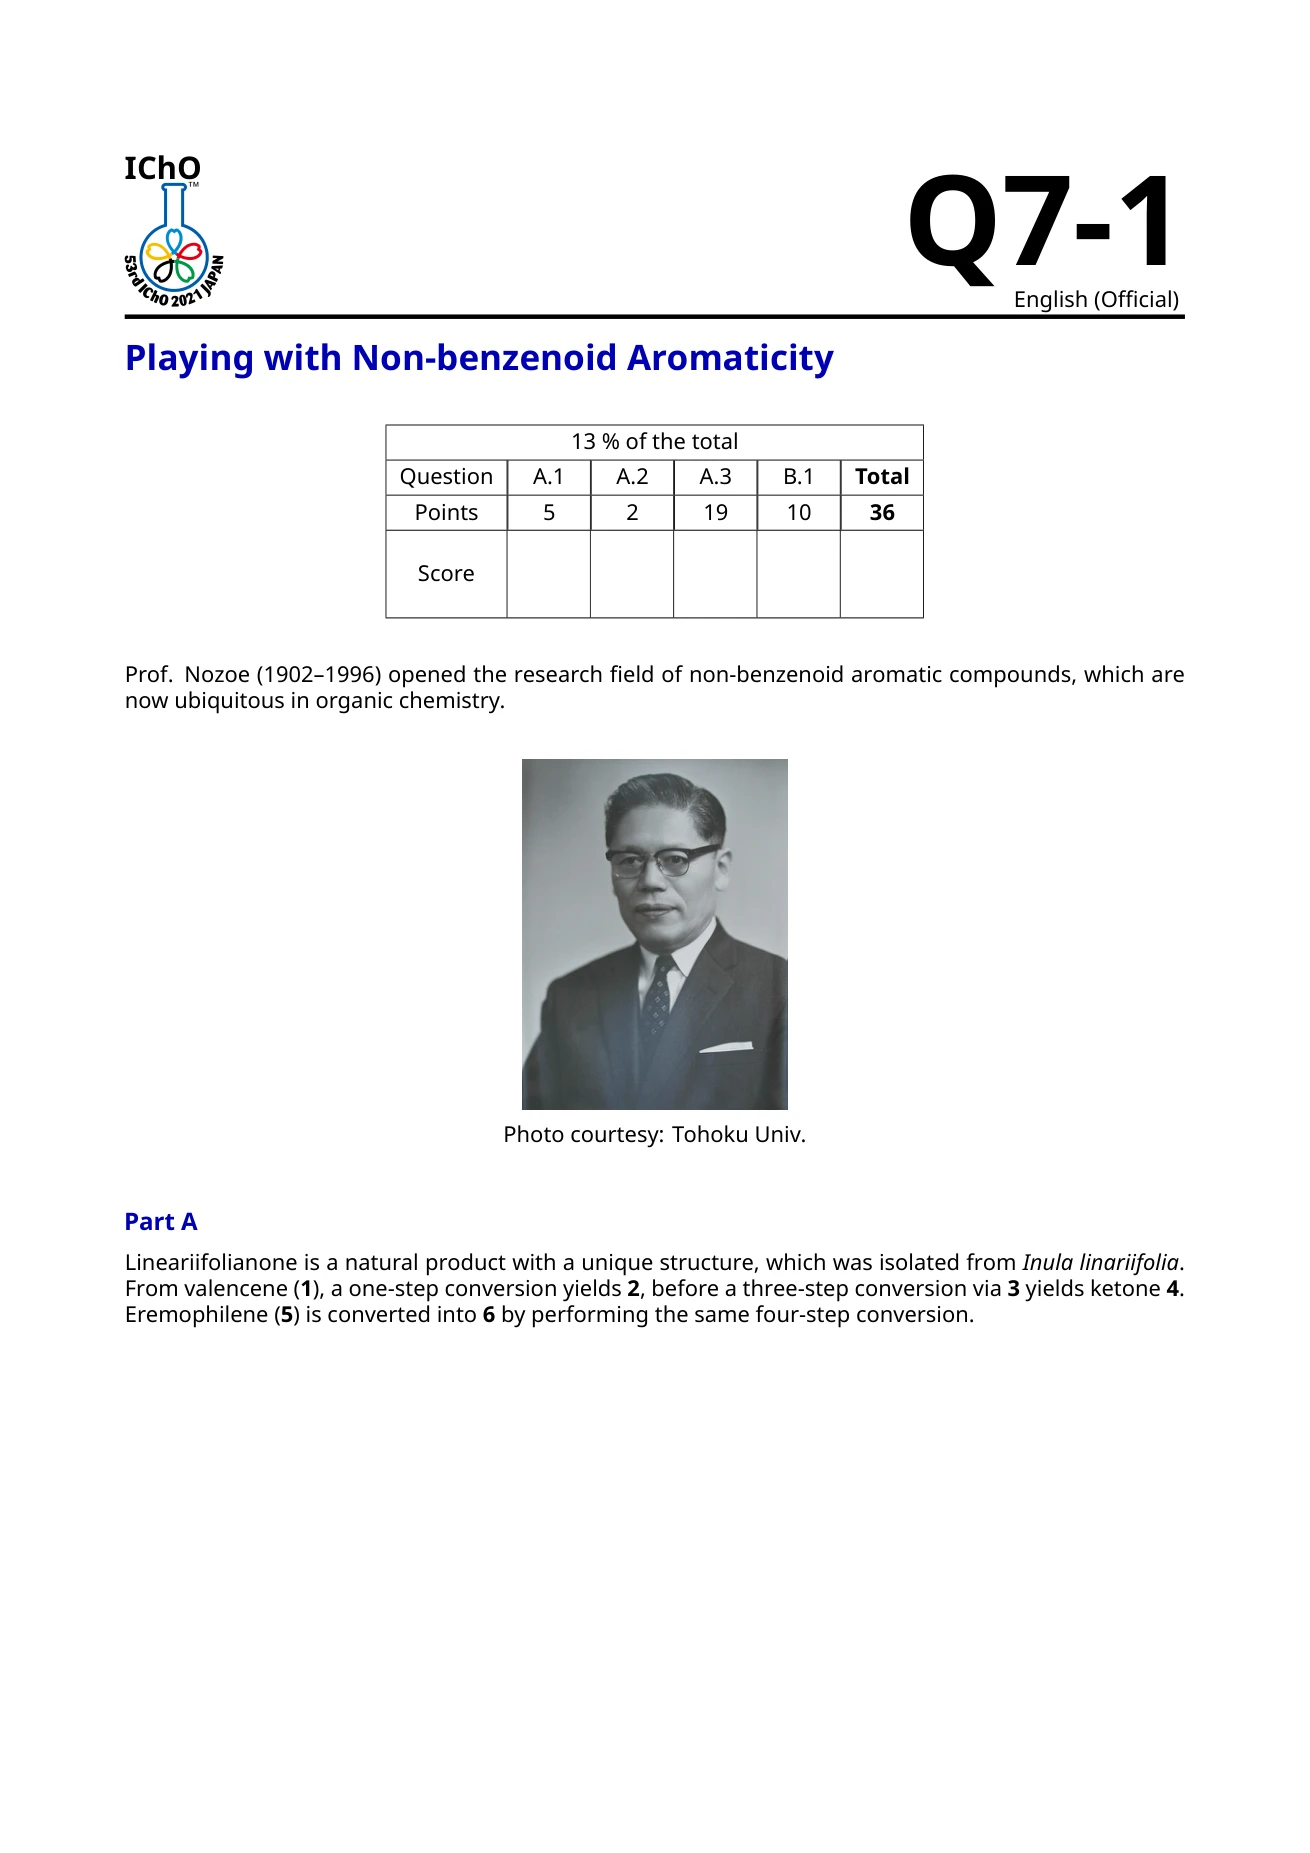 IChO
TM
53rd IChO 2021 JAPAN
Q7-1
English (Official)
Playing with Non-benzenoid Aromaticity
13 % of the total
Question A.1 A.2 A.3 B.1 Total
Points 5 2 19 10 36
Score
Prof. Nozoe (1902–1996) opened the research field of non-benzenoid aromatic compounds, which are
now ubiquitous in organic chemistry.
Photo courtesy: Tohoku Univ.
Part A
Lineariifolianone is a natural product with a unique structure, which was isolated from Inula linariifolia.
From valencene (1), a one-step conversion yields 2, before a three-step conversion via 3 yields ketone 4.
Eremophilene (5) is converted into 6 by performing the same four-step conversion.